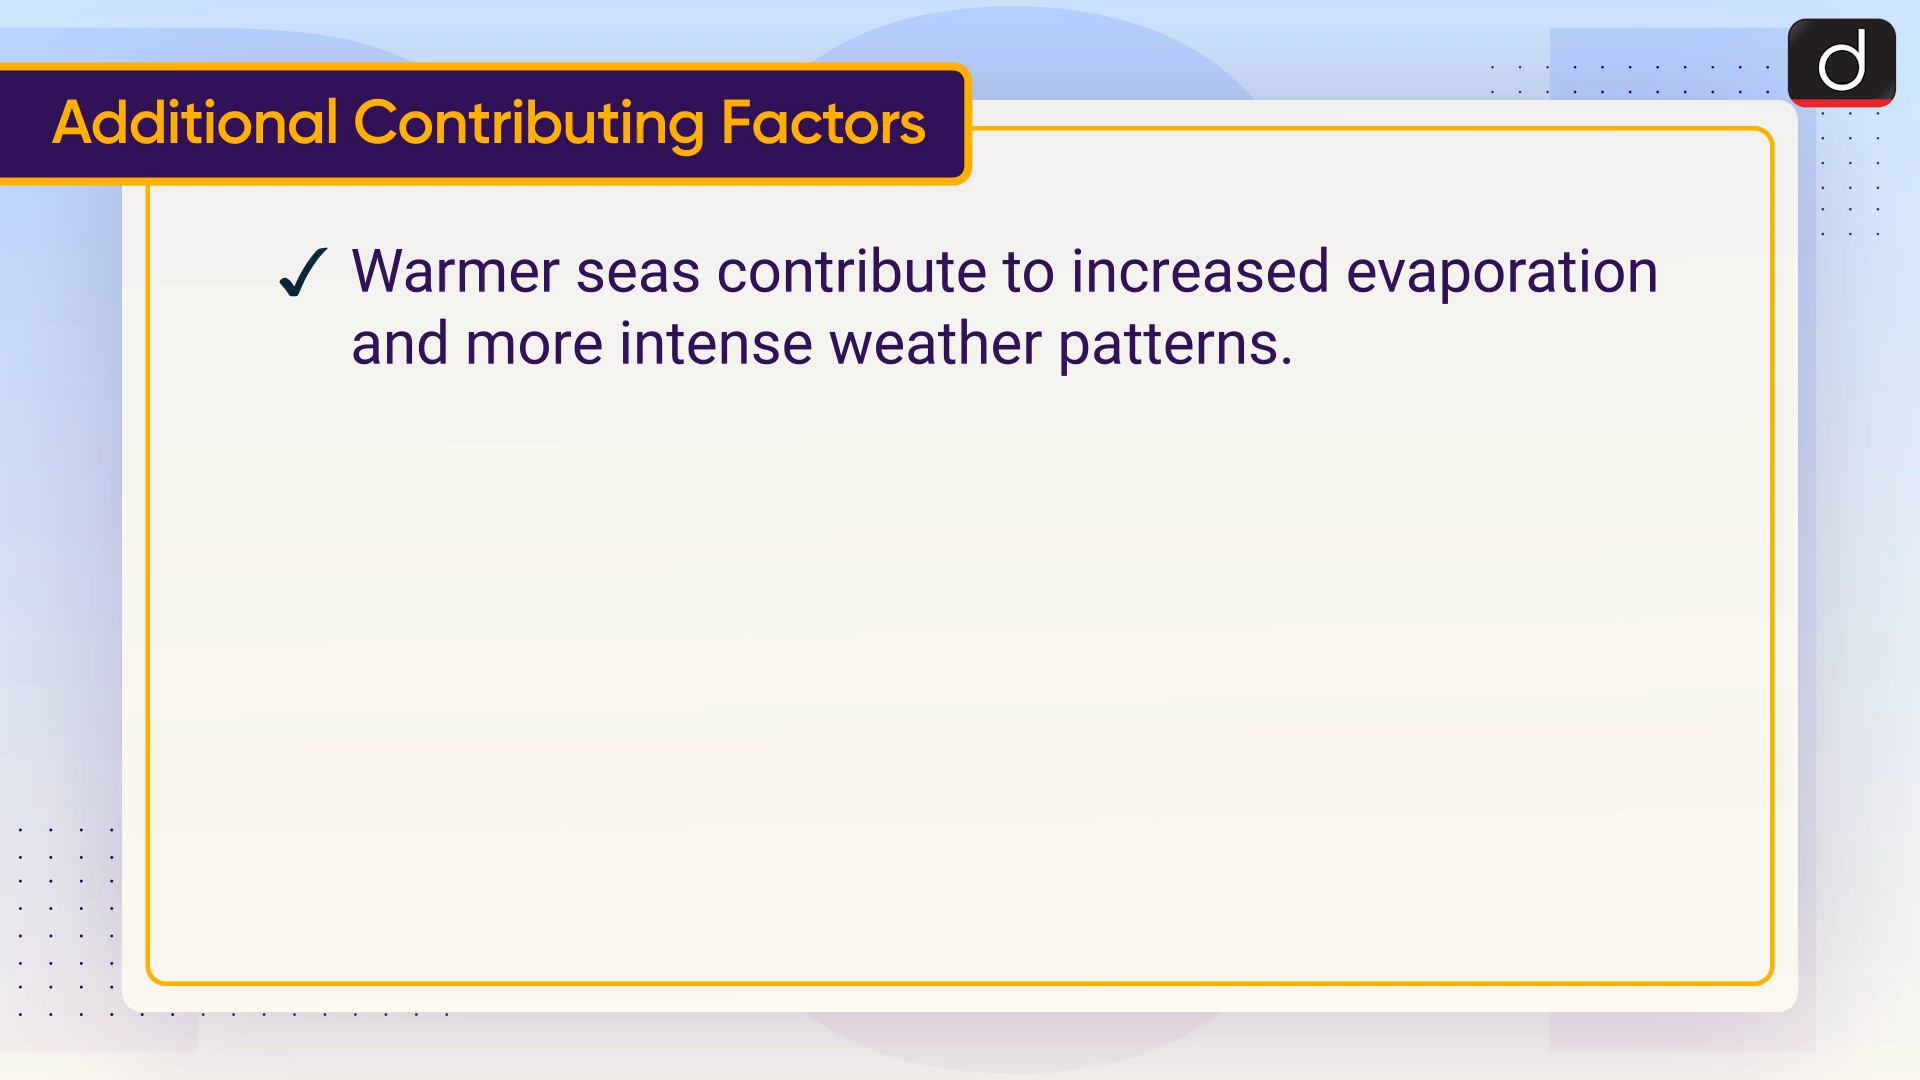 d
Additional Contributing Factors
✓ Warmer seas contribute to increased evaporation
and more intense weather patterns.